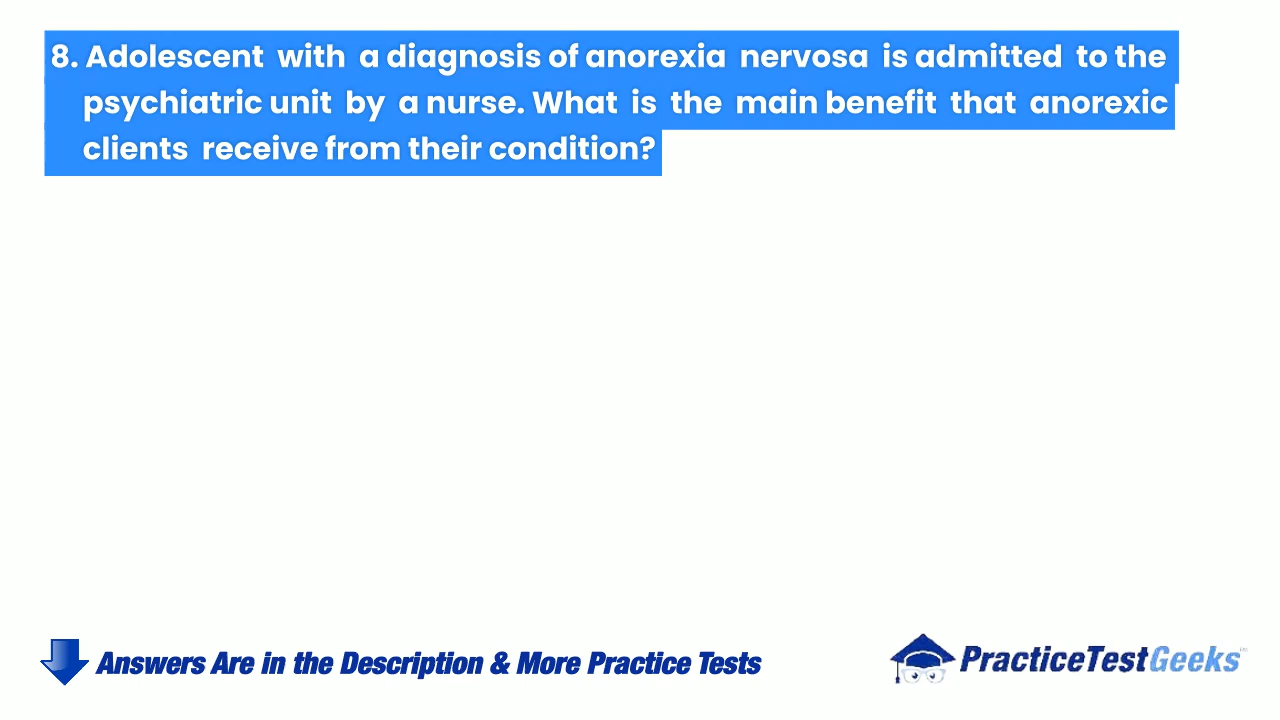 8. Adolescent with a diagnosis of anorexia nervosa is admitted to the
psychiatric unit by a nurse. What is the main benefit that anorexic
clients receive from their condition?
Answers Are in the Description & More Practice Tests
PracticeTestGeeks